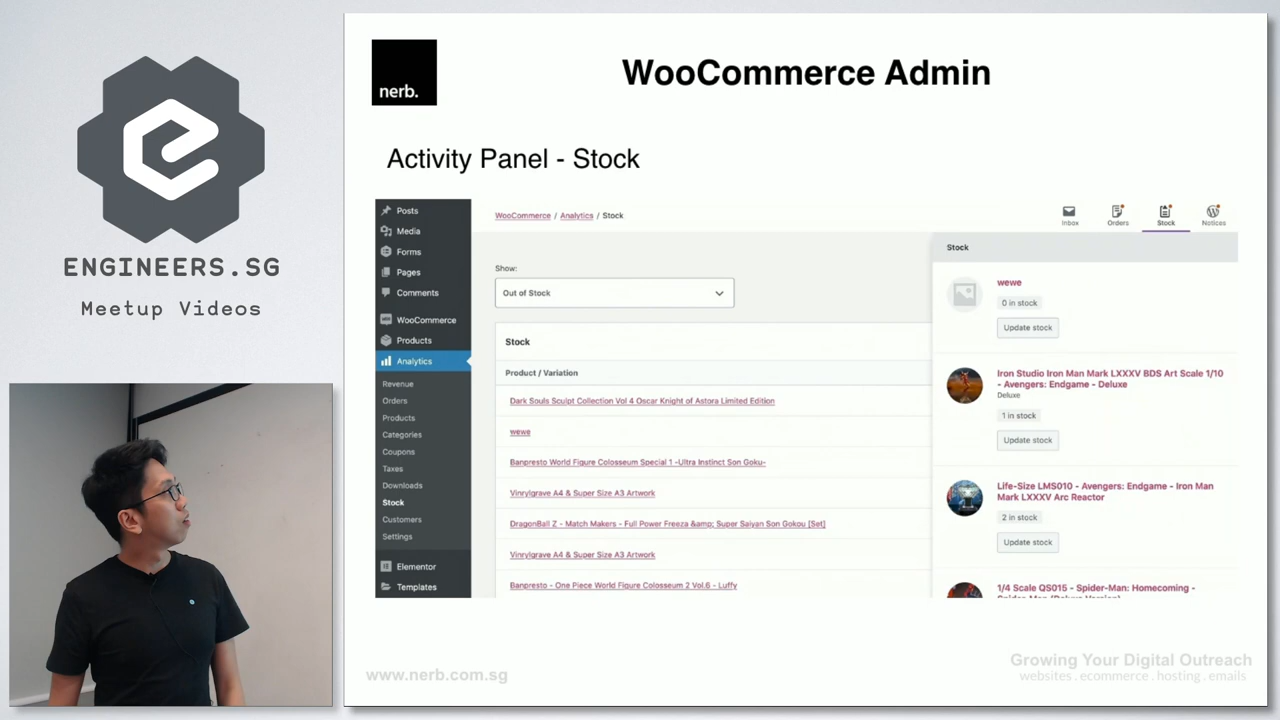 ENGINEERS.SG
Meetup Videos
nerb.
WooCommerce Admin
Activity Panel - Stock
Posts
Media
Forms
Pages
Comments
WooCommerce
Products
Analytics
Revenue
Orders
Products
Categories
Coupons
Taxes
Downloads
Stock
Customers
Settings
Elementor
Templates
WooCommerce / Analytics / Stock
Inbox
Orders
Stock
Notices
Show:
Out of Stock
Stock
Product / Variation
Dark Souls Sculpt Collection Vol 4 Oscar Knight of Astora Limited Edition
wewe
Banpresto World Figure Colosseum Special 1 -Ultra Instinct Son Goku-
Vinrylgrave A4 & Super Size A3 Artwork
DragonBall Z - Match Makers - Full Power Freeza &amp; Super Saiyan Son Gokou [Set]
Vinrylgrave A4 & Super Size A3 Artwork
Banpresto - One Piece World Figure Colosseum 2 Vol.6 - Luffy
Stock
wewe
0 in stock
Update stock
Iron Studio Iron Man Mark LXXXV BDS Art Scale 1/10
- Avengers: Endgame - Deluxe
Deluxe
1 in stock
Update stock
Life-Size LMS010 - Avengers: Endgame - Iron Man
Mark LXXXV Arc Reactor
2 in stock
Update stock
1/4 Scale QS015 - Spider-Man: Homecoming -
Spider-Man (Deluxe Version)
www.nerb.com.sg
Growing Your Digital Outreach
websites . ecommerce . hosting . emails